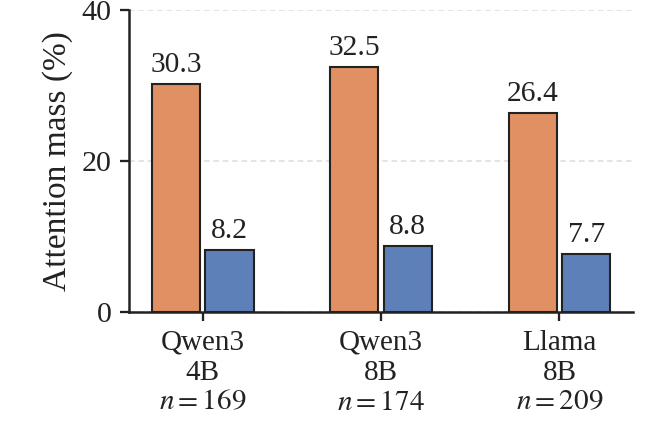 Attention mass (%)
40
20
0
30.3
8.2
32.5
8.8
26.4
7.7
Qwen3
4B
n=169
Qwen3
8B
n=174
Llama
8B
n=209